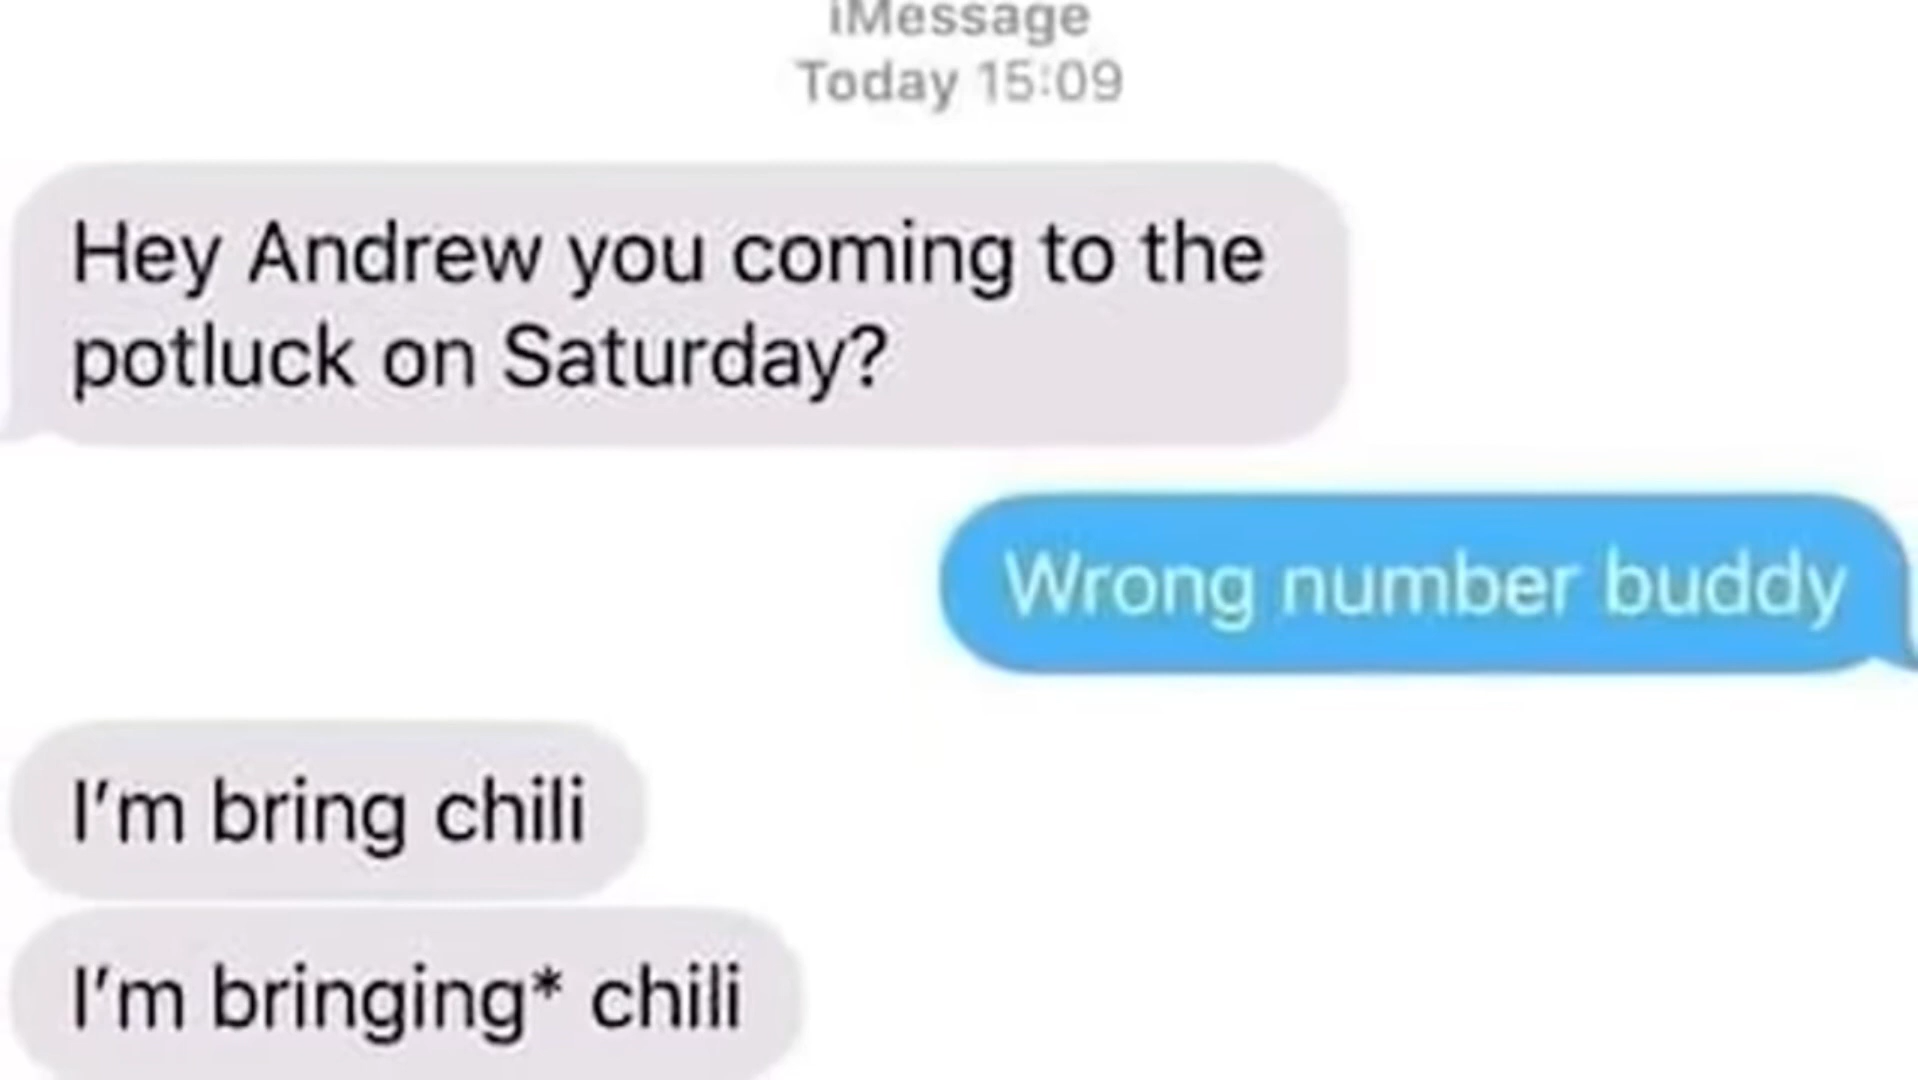 iMessage
Today 15:09
Hey Andrew you coming to the
potluck on Saturday?
Wrong number buddy
I'm bring chili
I'm bringing* chili